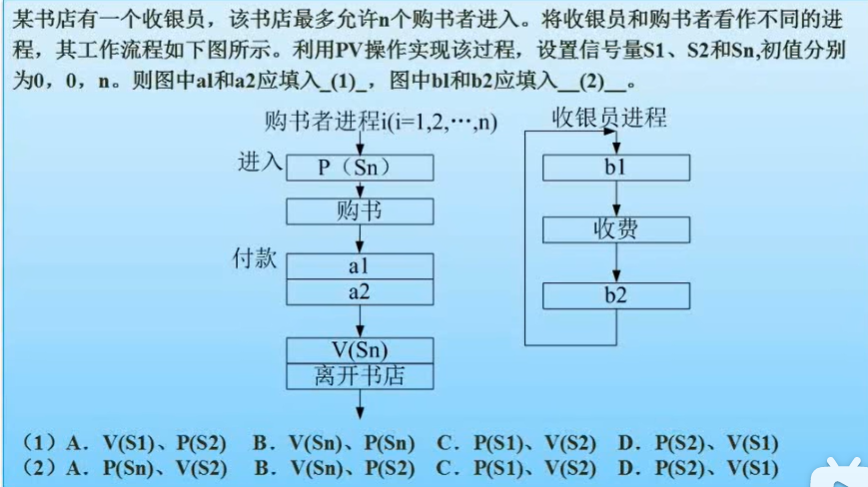 某书店有一个收银员，该书店最多允许n个购书者进入。将收银员和购书者看作不同的进
程，其工作流程如下图所示。利用PV操作实现该过程，设置信号量S1、S2和Sn,初值分别
为0，0，n。则图中a1和a2应填入_(1)_，图中b1和b2应填入__(2)__。
购书者进程i(i=1,2,…,n)
收银员进程
进入
P（Sn）
购书
付款
a1
a2
V(Sn)
离开书店
b1
收费
b2
（1）A．V(S1)、P(S2) B．V(Sn)、P(Sn) C．P(S1)、V(S2) D．P(S2)、V(S1)
（2）A．P(Sn)、V(S2) B．V(Sn)、P(S2) C．P(S1)、V(S2) D．P(S2)、V(S1)